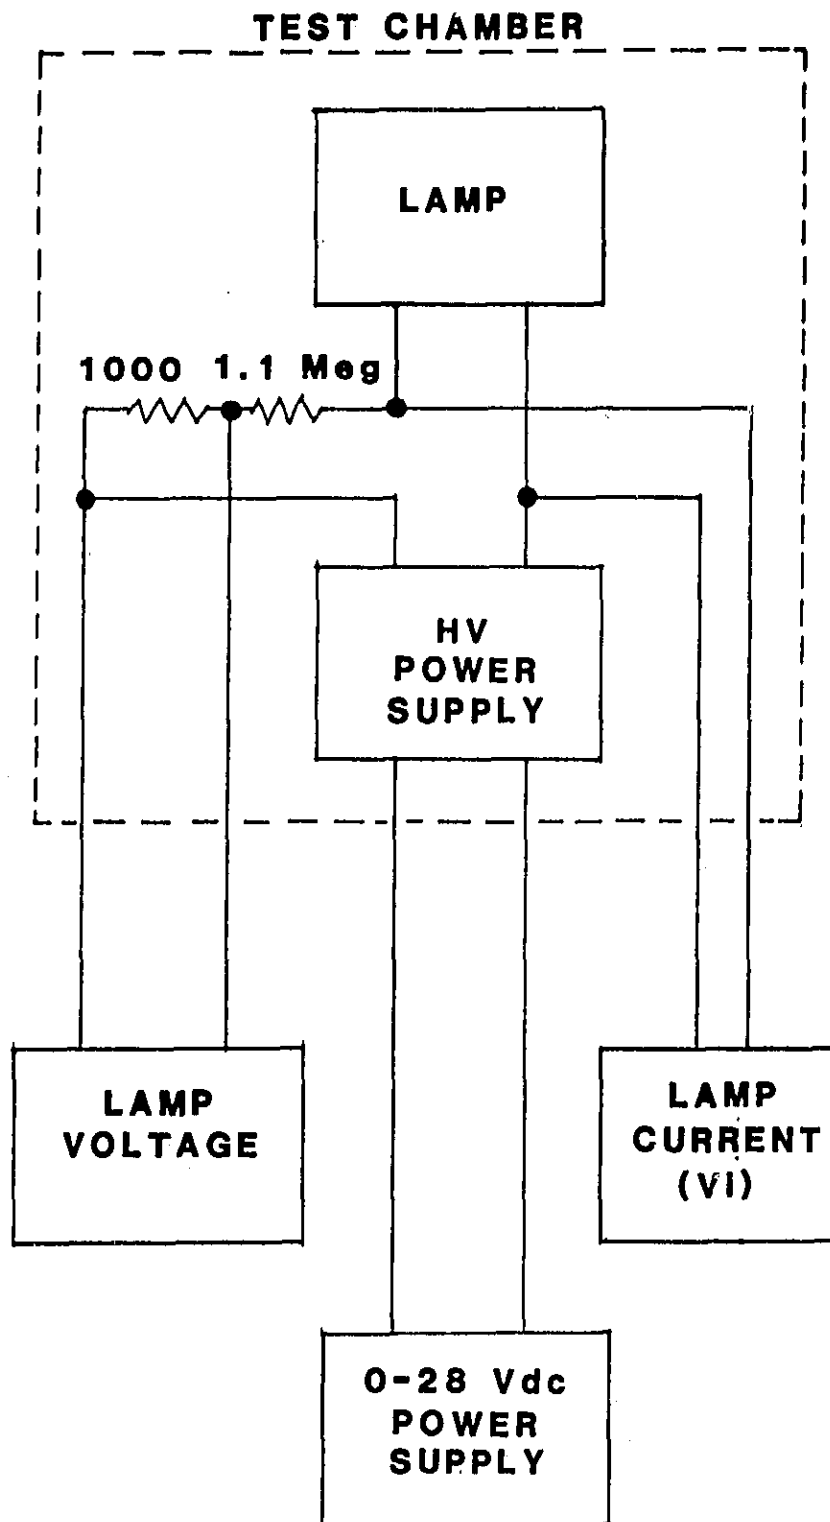 TEST CHAMBER
LAMP
1000 1.1 Meg
HV
POWER
SUPPLY
LAMP
VOLTAGE
LAMP
CURRENT
(VI)
0-28 Vdc
POWER
SUPPLY